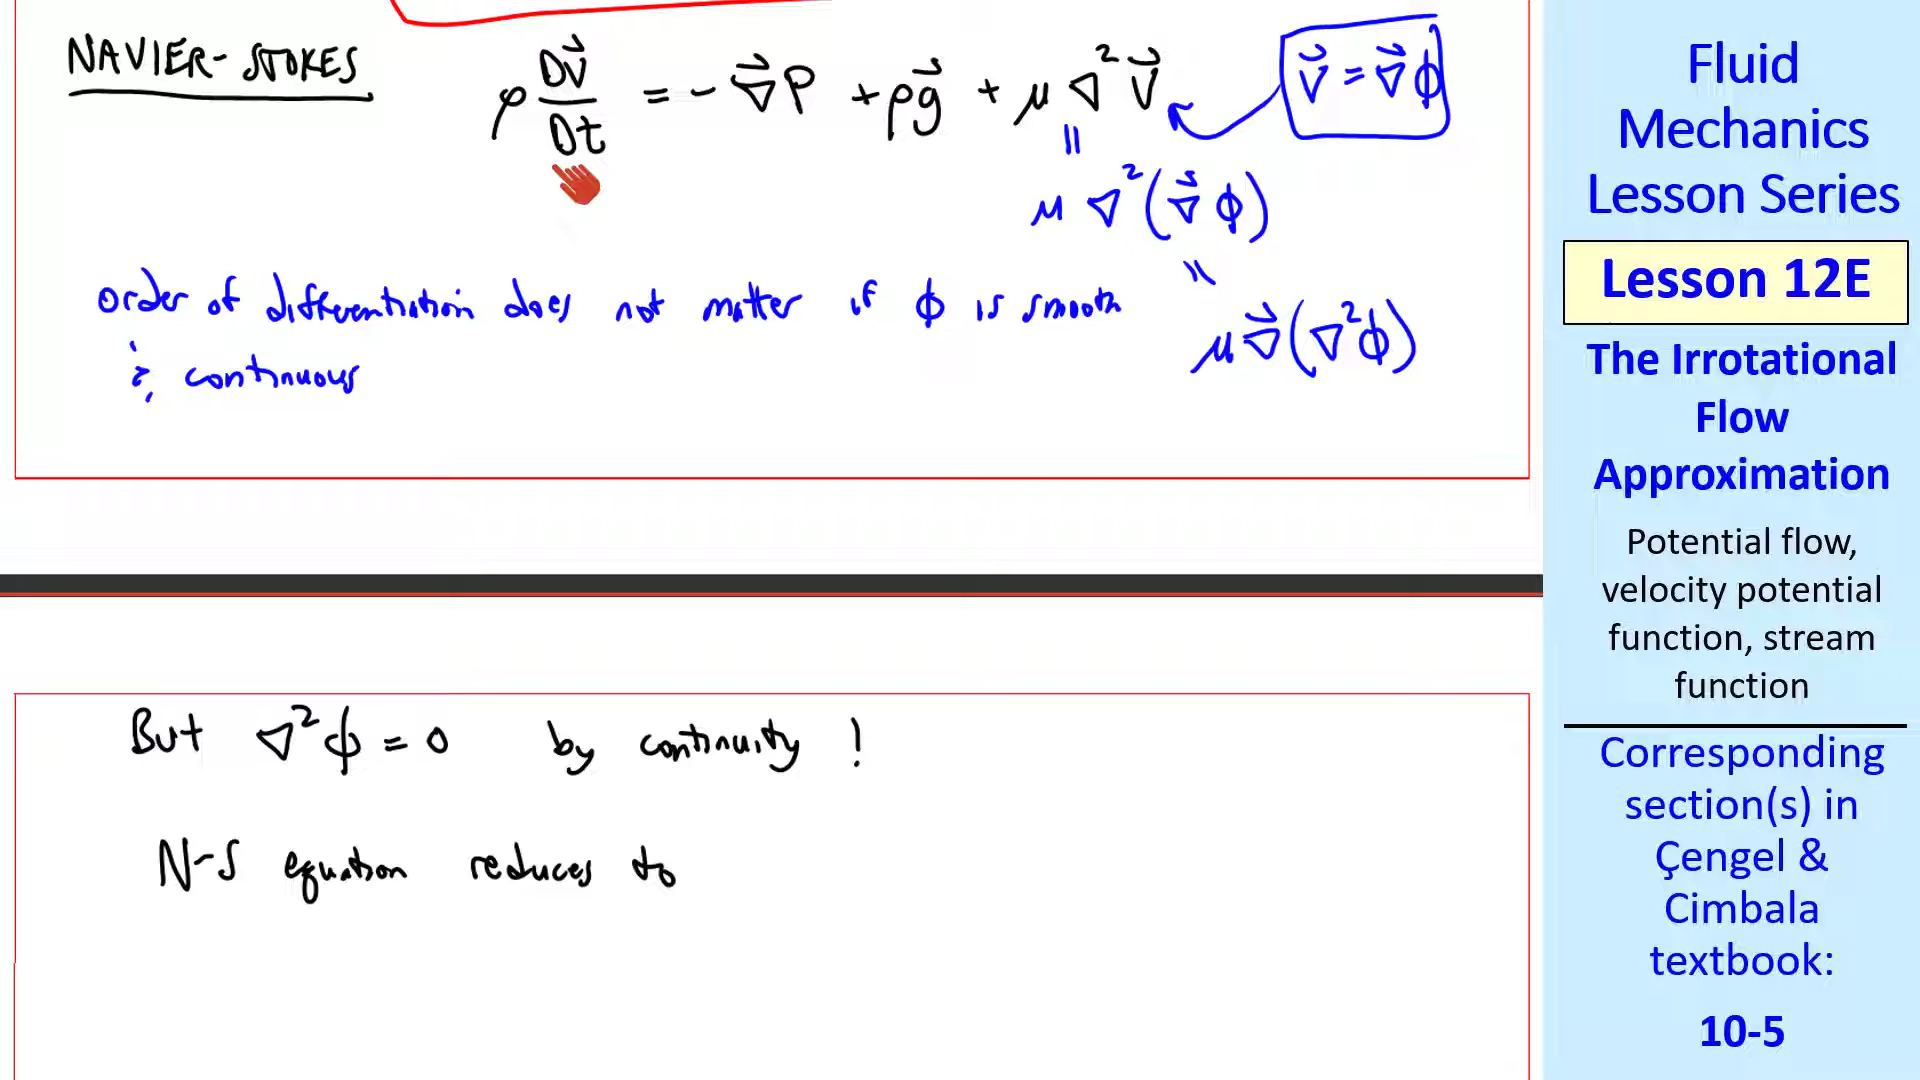 NAVIER-STOKES
ρ DV⃗/Dt = -∇⃗P + ρg⃗ + μ∇²V⃗
V⃗ = ∇⃗ϕ
||
μ∇²(∇⃗ϕ)
||
μ∇⃗(∇²ϕ)
order of differentiation does not matter if ϕ is smooth
& continuous
But ∇²ϕ = 0 by continuity !
N-S equation reduces to
Fluid
Mechanics
Lesson Series
Lesson 12E
The Irrotational
Flow
Approximation
Potential flow,
velocity potential
function, stream
function
Corresponding
section(s) in
Çengel &
Cimbala
textbook:
10-5